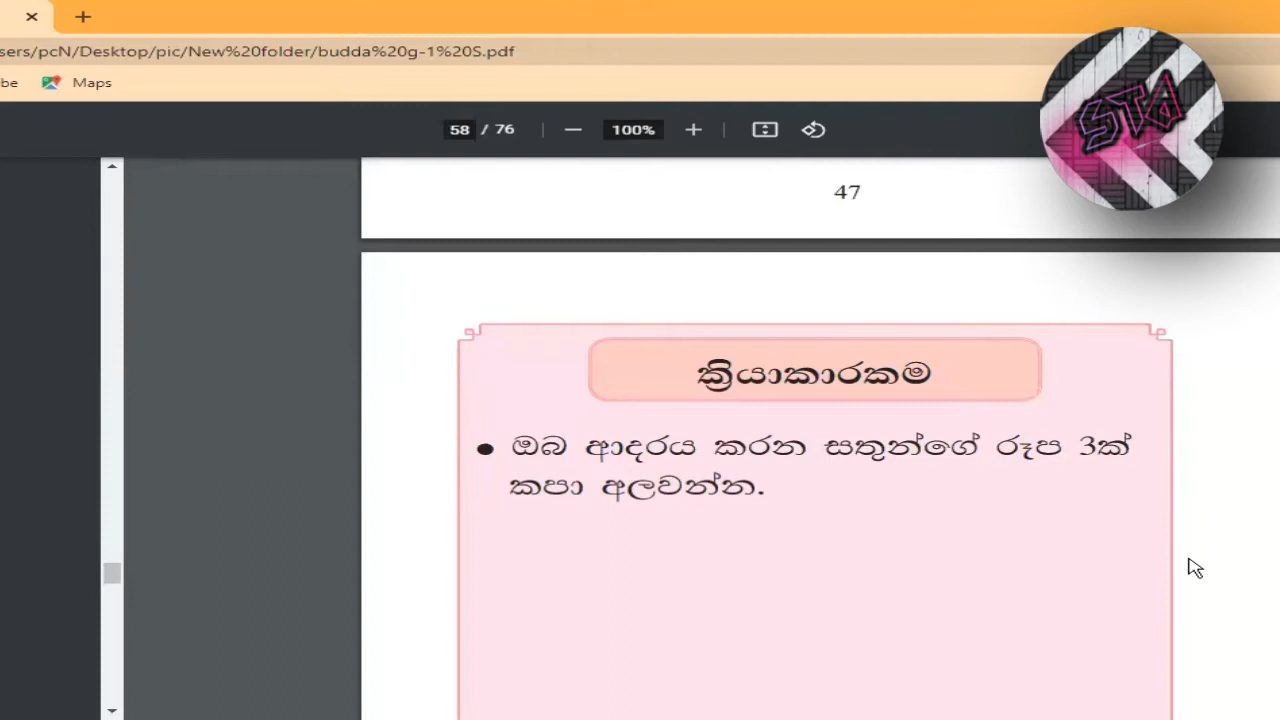 sers/pcN/Desktop/pic/New%20folder/budda%20g-1%20S.pdf
be Maps
58 / 76 100%
STA
47
ක්‍රියාකාරකම
● ඔබ ආදරය කරන සතුන්ගේ රූප 3ක්
කපා අලවන්න.